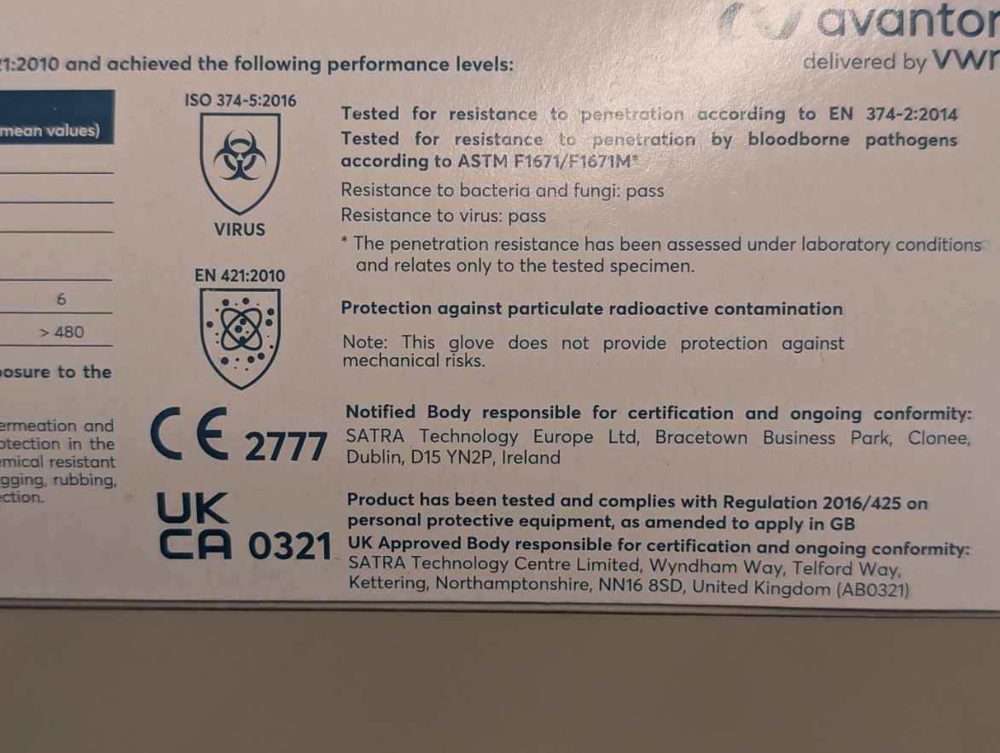 avantor
delivered by vwr
21:2010 and achieved the following performance levels:
mean values)
6
> 480
posure to the
ermeation and
otection in the
emical resistant
gging, rubbing,
ection.
ISO 374-5:2016
VIRUS
Tested for resistance to penetration according to EN 374-2:2014
Tested for resistance to penetration by bloodborne pathogens
according to ASTM F1671/F1671M*
Resistance to bacteria and fungi: pass
Resistance to virus: pass
* The penetration resistance has been assessed under laboratory conditions
and relates only to the tested specimen.
EN 421:2010
Protection against particulate radioactive contamination
Note: This glove does not provide protection against
mechanical risks.
CE 2777
Notified Body responsible for certification and ongoing conformity:
SATRA Technology Europe Ltd, Bracetown Business Park, Clonee,
Dublin, D15 YN2P, Ireland
UK
CA 0321
Product has been tested and complies with Regulation 2016/425 on
personal protective equipment, as amended to apply in GB
UK Approved Body responsible for certification and ongoing conformity:
SATRA Technology Centre Limited, Wyndham Way, Telford Way,
Kettering, Northamptonshire, NN16 8SD, United Kingdom (AB0321)